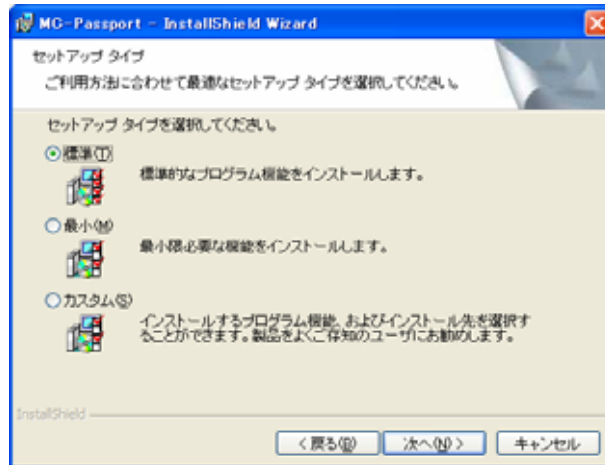 MG-Passport - InstallShield Wizard
セットアップ タイプ
ご利用方法に合わせて最適なセットアップ タイプを選択してください。
セットアップ タイプを選択してください。
標準(T)
標準的なプログラム機能をインストールします。
最小(M)
最小限必要な機能をインストールします。
カスタム(S)
インストールするプログラム機能、およびインストール先を選択す
ることができます。製品をよくご存知のユーザにお勧めします。
InstallShield
< 戻る(B)
次へ(N) >
キャンセル